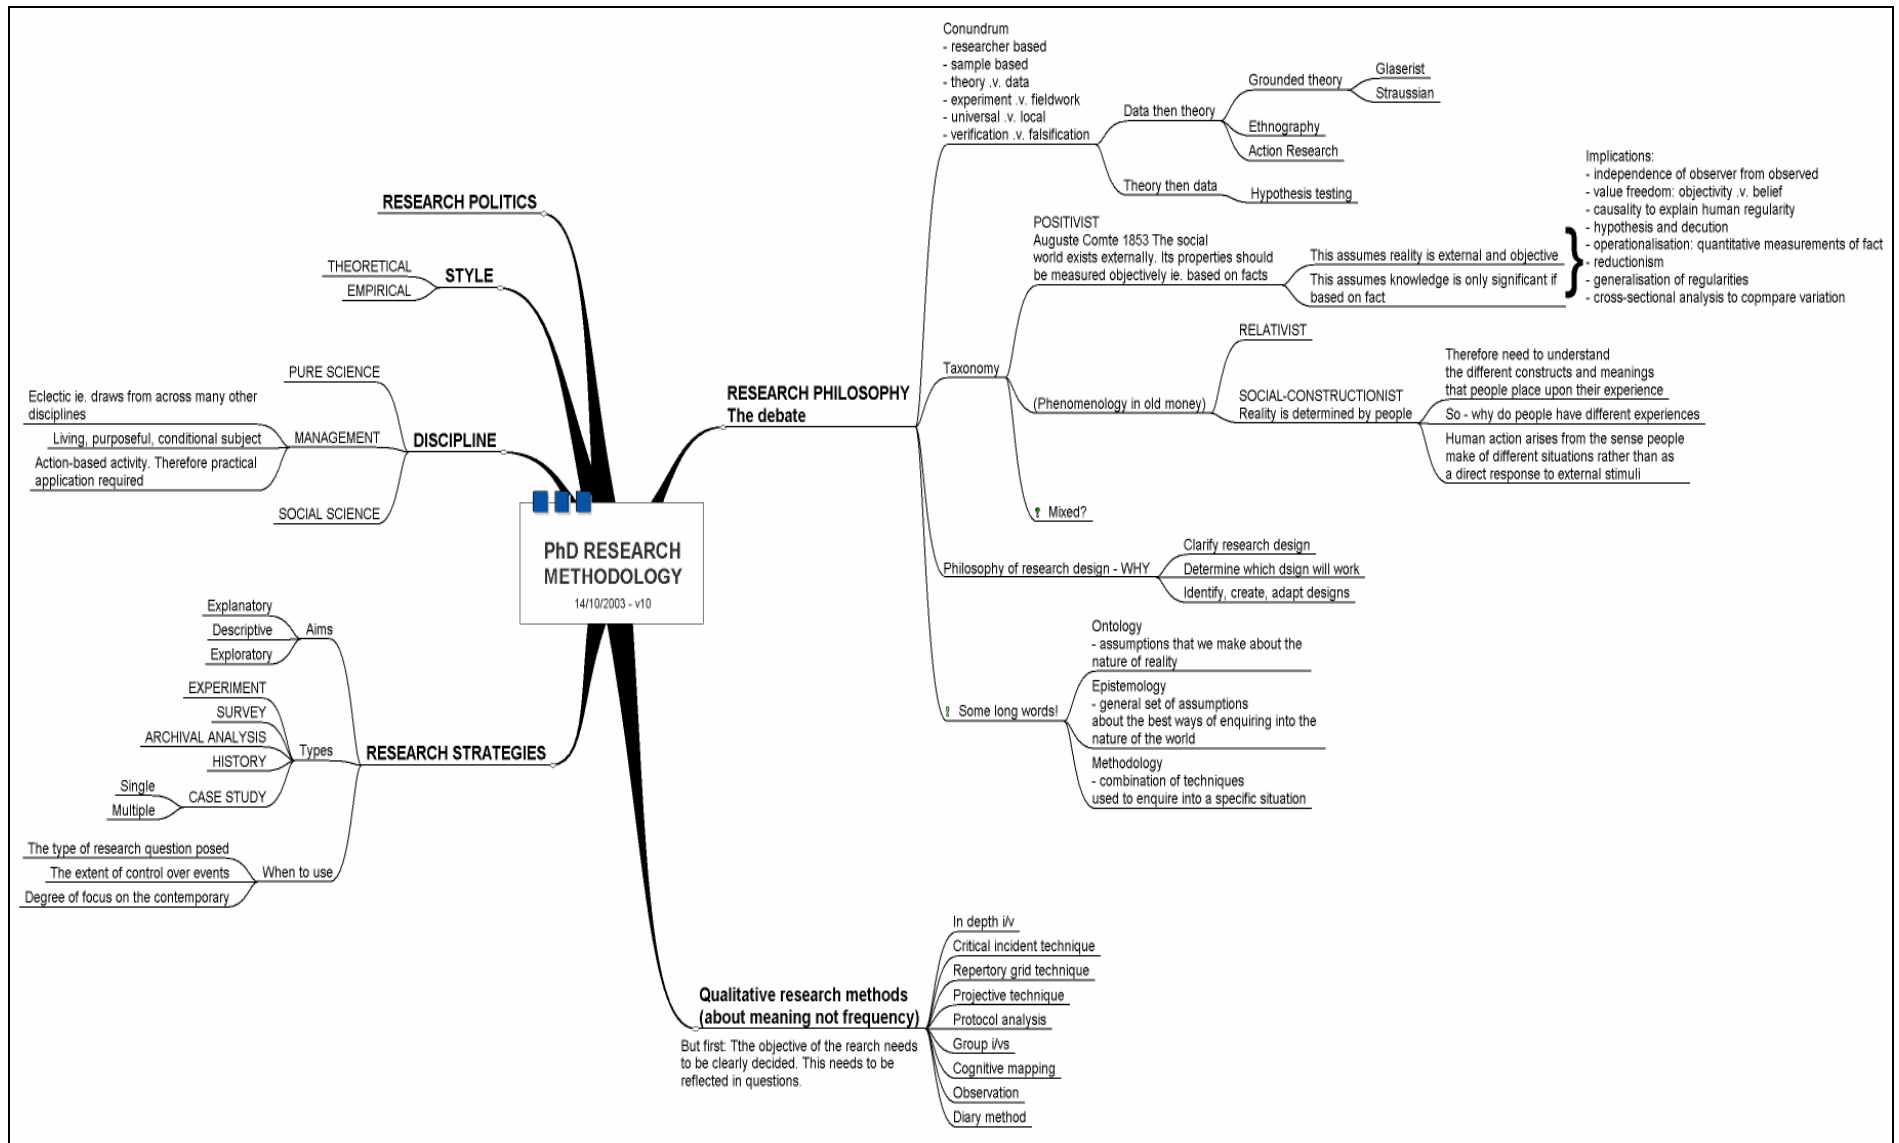 PhD RESEARCH
METHODOLOGY
14/10/2003 - v10
RESEARCH POLITICS
STYLE
THEORETICAL
EMPIRICAL
DISCIPLINE
PURE SCIENCE
MANAGEMENT
Eclectic ie. draws from across many other
disciplines
Living, purposeful, conditional subject
Action-based activity. Therefore practical
application required
SOCIAL SCIENCE
RESEARCH STRATEGIES
Aims
Explanatory
Descriptive
Exploratory
Types
EXPERIMENT
SURVEY
ARCHIVAL ANALYSIS
HISTORY
CASE STUDY
Single
Multiple
When to use
The type of research question posed
The extent of control over events
Degree of focus on the contemporary
RESEARCH PHILOSOPHY
The debate
Conundrum
- researcher based
- sample based
- theory .v. data
- experiment .v. fieldwork
- universal .v. local
- verification .v. falsification
Data then theory
Grounded theory
Glaserist
Straussian
Ethnography
Action Research
Theory then data
Hypothesis testing
Taxonomy
POSITIVIST
Auguste Comte 1853 The social
world exists externally. Its properties should
be measured objectively ie. based on facts
This assumes reality is external and objective
This assumes knowledge is only significant if
based on fact
}
Implications:
- independence of observer from observed
- value freedom: objectivity .v. belief
- causality to explain human regularity
- hypothesis and decution
- operationalisation: quantitative measurements of fact
- reductionism
- generalisation of regularities
- cross-sectional analysis to copmpare variation
(Phenomenology in old money)
RELATIVIST
SOCIAL-CONSTRUCTIONIST
Reality is determined by people
Therefore need to understand
the different constructs and meanings
that people place upon their experience
So - why do people have different experiences
Human action arises from the sense people
make of different situations rather than as
a direct response to external stimuli
? Mixed?
Philosophy of research design - WHY
Clarify research design
Determine which dsign will work
Identify, create, adapt designs
! Some long words!
Ontology
- assumptions that we make about the
nature of reality
Epistemology
- general set of assumptions
about the best ways of enquiring into the
nature of the world
Methodology
- combination of techniques
used to enquire into a specific situation
Qualitative research methods
(about meaning not frequency)
But first: Tthe objective of the rearch needs
to be clearly decided. This needs to be
reflected in questions.
In depth i/v
Critical incident technique
Repertory grid technique
Projective technique
Protocol analysis
Group i/vs
Cognitive mapping
Observation
Diary method